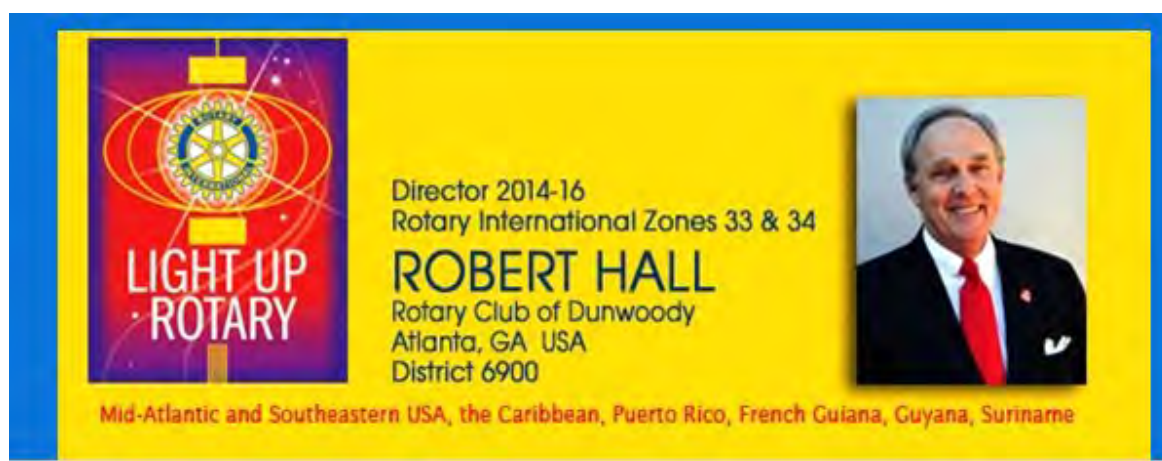 LIGHT UP
ROTARY
Director 2014-16
Rotary International Zones 33 & 34
ROBERT HALL
Rotary Club of Dunwoody
Atlanta, GA USA
District 6900
Mid-Atlantic and Southeastern USA, the Caribbean, Puerto Rico, French Guiana, Guyana, Suriname